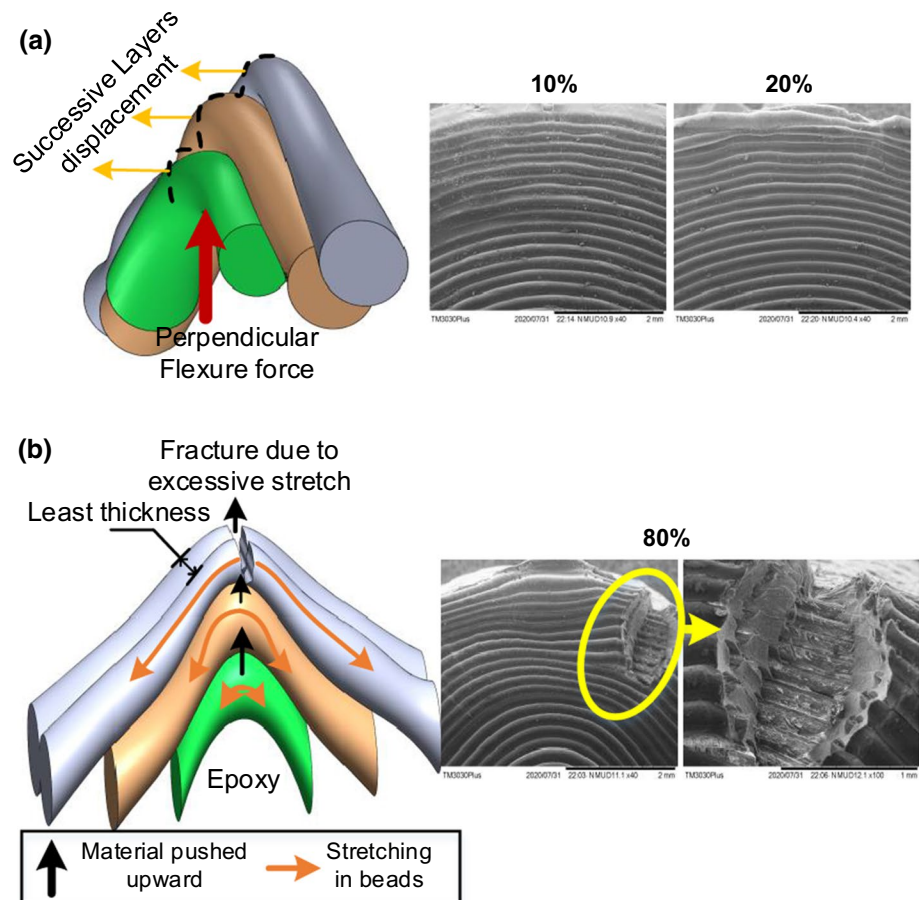 (a)
Successive Layers
displacement
Perpendicular
Flexure force
10%
20%
TM3030Plus 2020/07/31 22:14 NMUD10.9 x40 2 mm
TM3030Plus 2020/07/31 22:20 NMUD10.4 x40 2 mm
(b)
Fracture due to
excessive stretch
Least thickness
Epoxy
80%
TM3030Plus 2020/07/31 22:03 NMUD11.1 x40 2 mm
TM3030Plus 2020/07/31 22:06 NMUD12.1 x100 1 mm
Material pushed
upward
Stretching
in beads